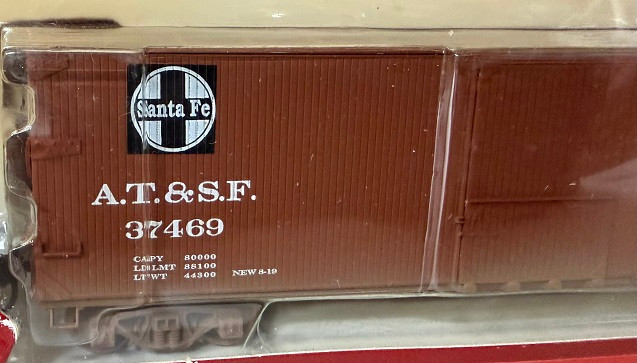 Santa Fe
A.T.&S.F.
37469
CAPY 80000
LD LMT 88100
LT WT 44300 NEW 8-19